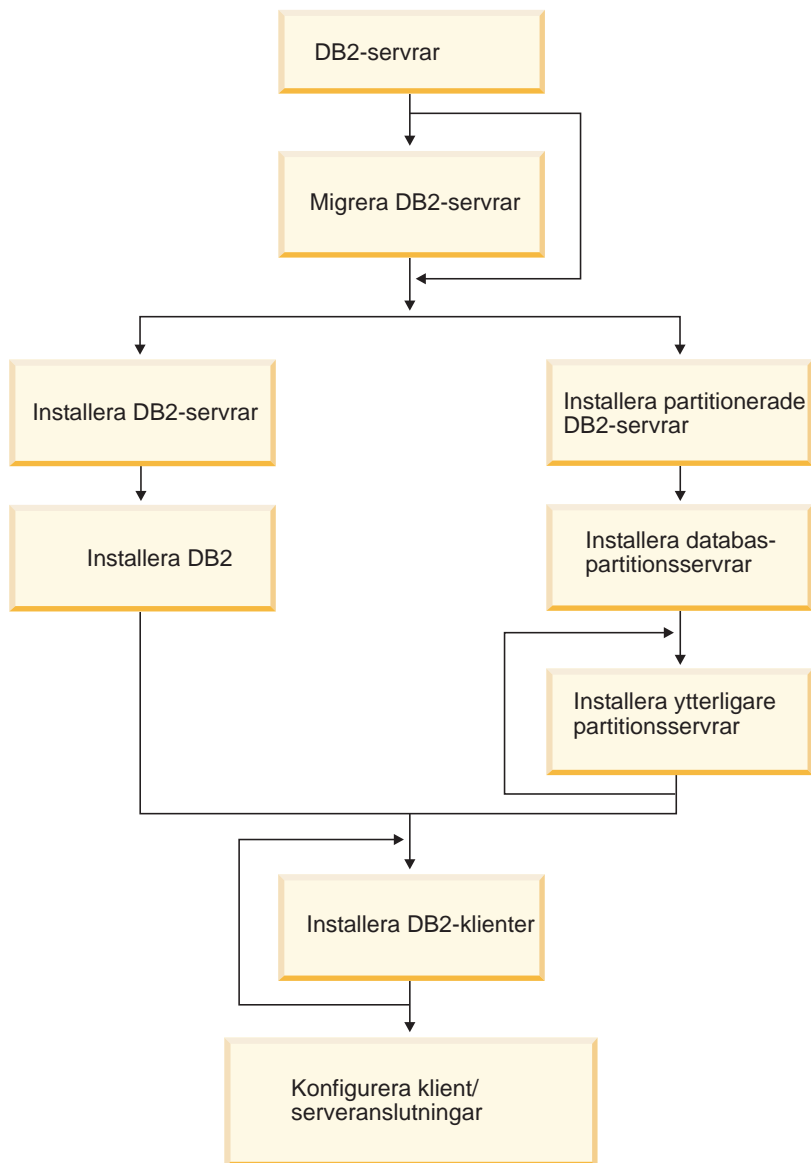 DB2-servrar
Migrera DB2-servrar
Installera DB2-servrar
Installera partitionerade
DB2-servrar
Installera DB2
Installera databas-
partitionsservrar
Installera ytterligare
partitionsservrar
Installera DB2-klienter
Konfigurera klient/
serveranslutningar